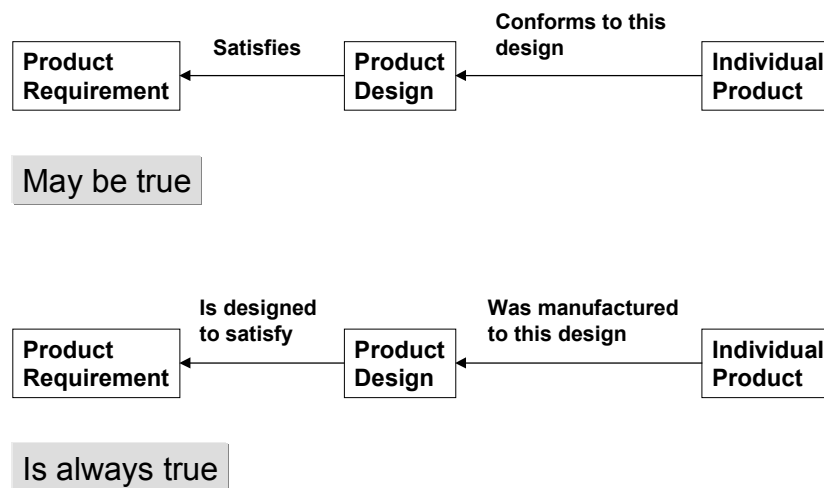 Conforms to this
design
Satisfies
Product
Requirement
Product
Design
Individual
Product
May be true
Is designed
to satisfy
Was manufactured
to this design
Product
Requirement
Product
Design
Individual
Product
Is always true